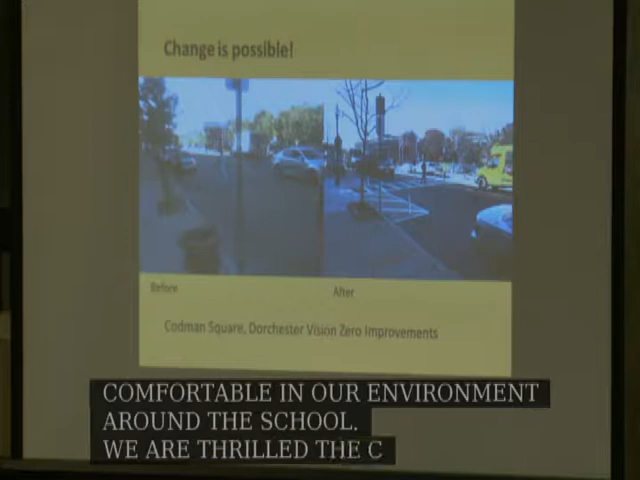 Change is possible!
Before
After
Codman Square, Dorchester Vision Zero Improvements
COMFORTABLE IN OUR ENVIRONMENT
AROUND THE SCHOOL.
WE ARE THRILLED THE C